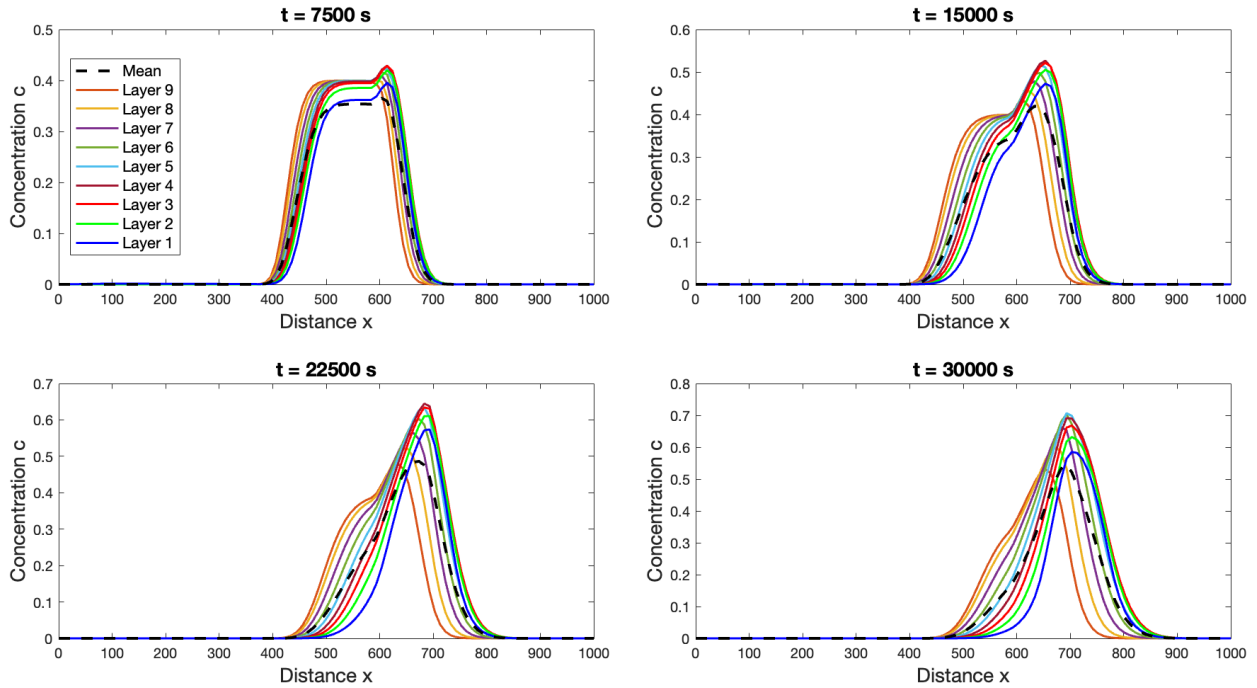 t = 7500 s
0.5
0.4
0.3
0.2
0.1
0
Concentration c
Mean
Layer 9
Layer 8
Layer 7
Layer 6
Layer 5
Layer 4
Layer 3
Layer 2
Layer 1
0 100 200 300 400 500 600 700 800 900 1000
Distance x
t = 15000 s
0.6
0.5
0.4
0.3
0.2
0.1
0
Concentration c
0 100 200 300 400 500 600 700 800 900 1000
Distance x
t = 22500 s
0.7
0.6
0.5
0.4
0.3
0.2
0.1
0
Concentration c
0 100 200 300 400 500 600 700 800 900 1000
Distance x
t = 30000 s
0.8
0.7
0.6
0.5
0.4
0.3
0.2
0.1
0
Concentration c
0 100 200 300 400 500 600 700 800 900 1000
Distance x